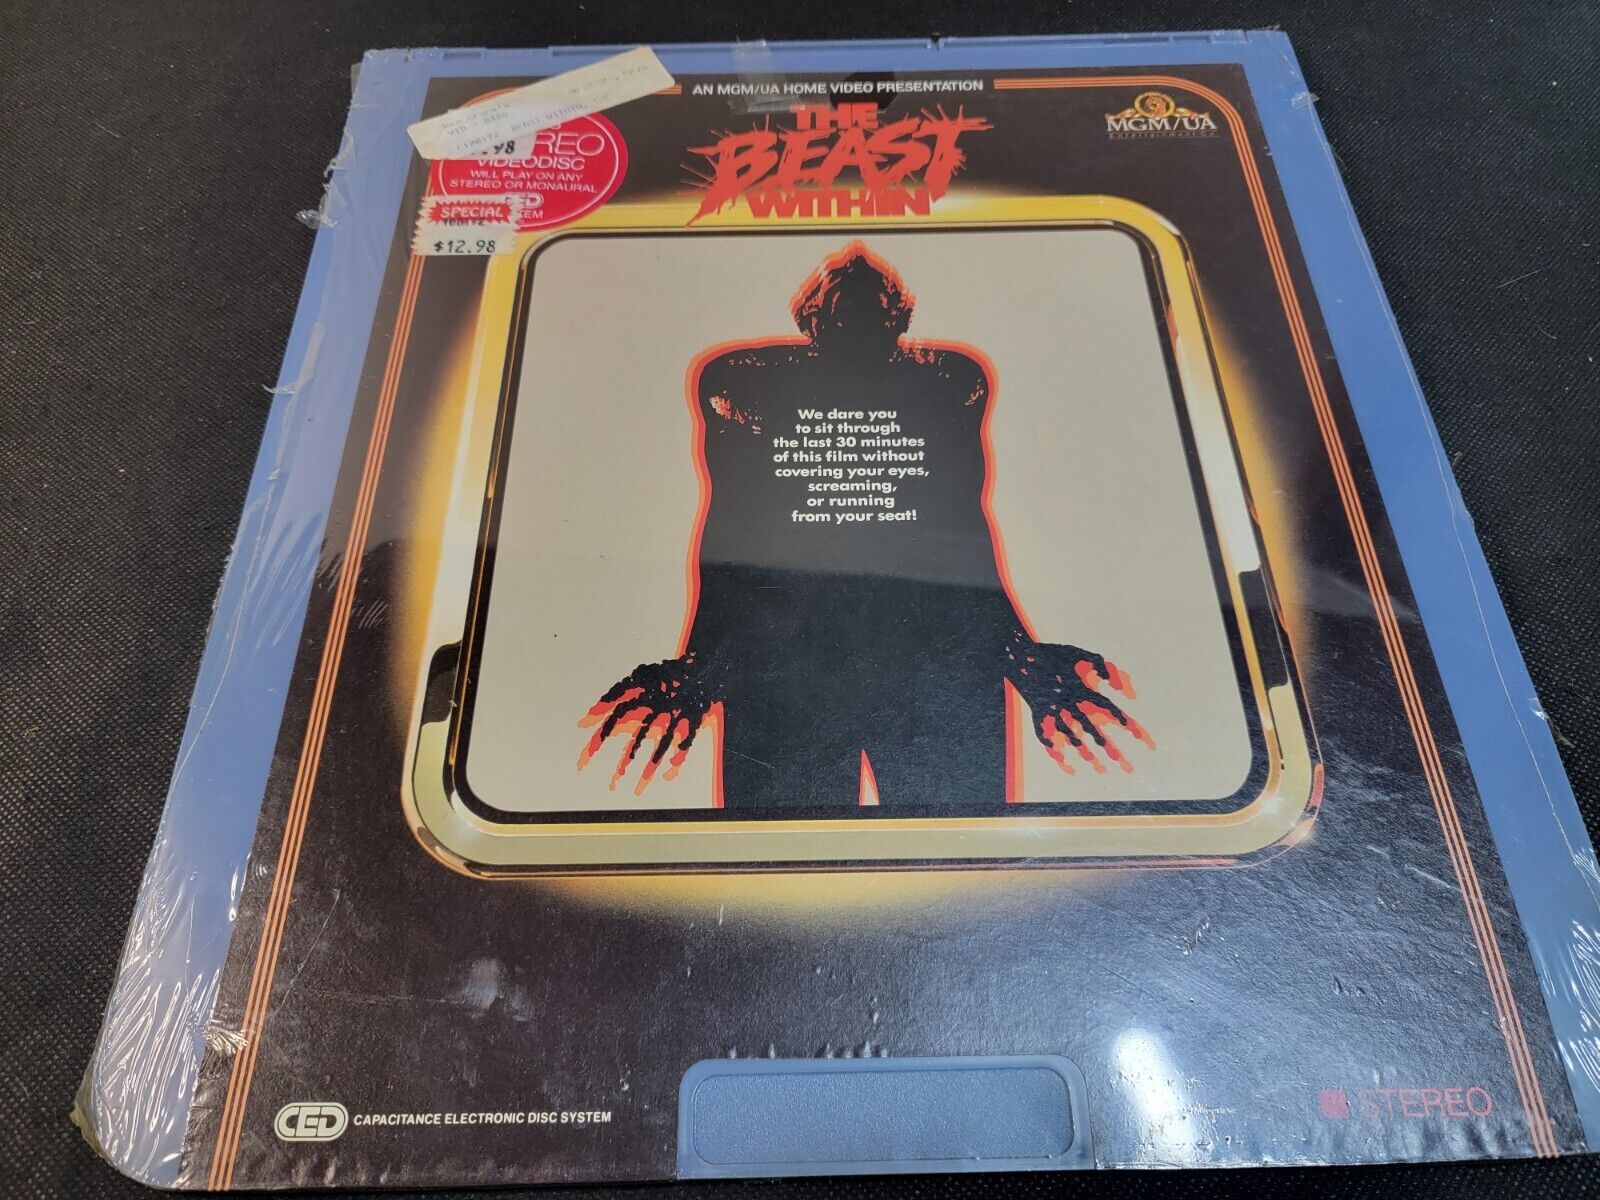 AN MGM/UA HOME VIDEO PRESENTATION
THE
BEAST
WITHIN
MGM/UA
Entertainment Co.
VIDEODISC
WILL PLAY ON ANY
STEREO OR MONAURAL
SPECIAL
$12.98
We dare you
to sit through
the last 30 minutes
of this film without
covering your eyes,
screaming,
or running
from your seat!
CED
CAPACITANCE ELECTRONIC DISC SYSTEM
STEREO